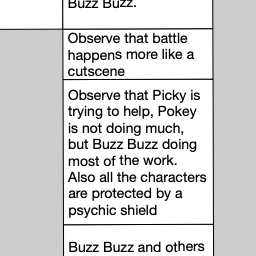 Buzz Buzz.
Observe that battle
happens more like a
cutscene
Observe that Picky is
trying to help, Pokey
is not doing much,
but Buzz Buzz doing
most of the work.
Also all the characters
are protected by a
psychic shield
Buzz Buzz and others